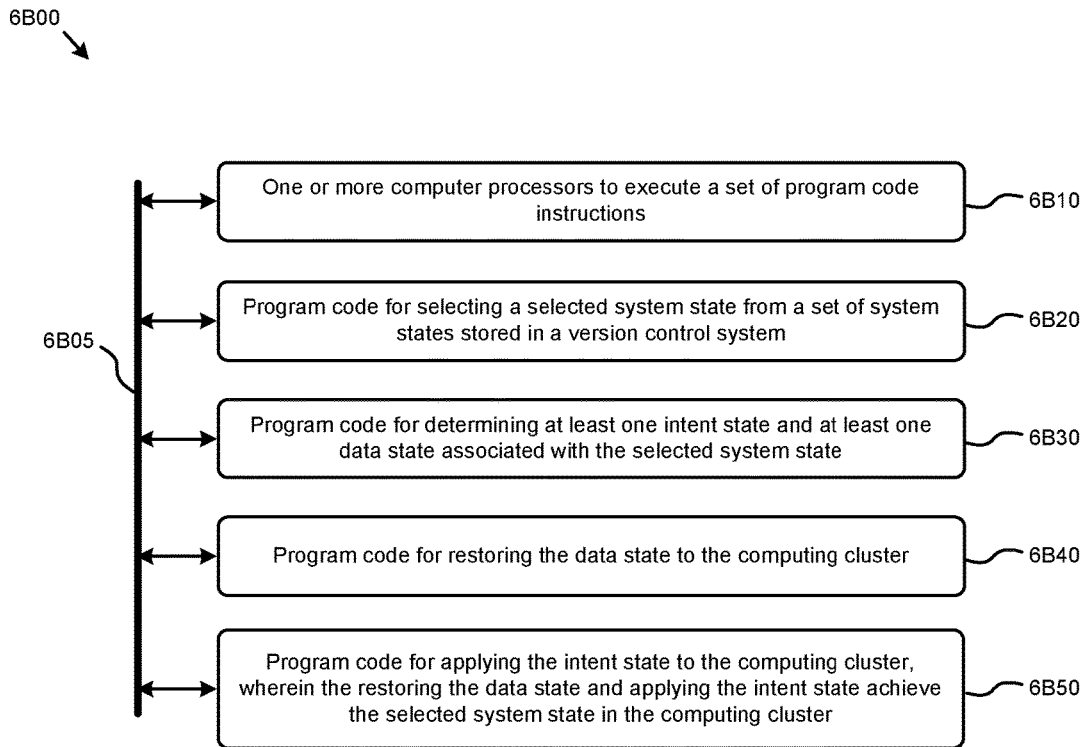 6B00
One or more computer processors to execute a set of program code
instructions
6B10
Program code for selecting a selected system state from a set of system
states stored in a version control system
6B20
6B05
Program code for determining at least one intent state and at least one
data state associated with the selected system state
6B30
Program code for restoring the data state to the computing cluster
6B40
Program code for applying the intent state to the computing cluster,
wherein the restoring the data state and applying the intent state achieve
the selected system state in the computing cluster
6B50